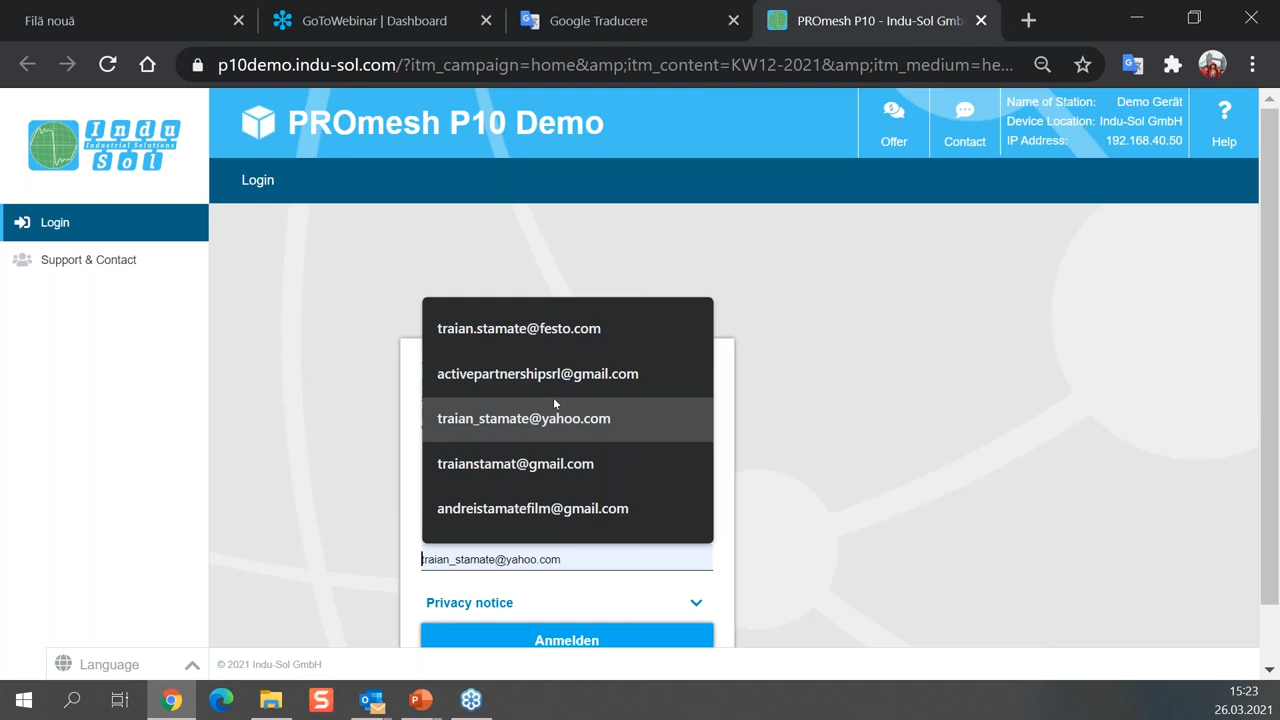 Filă nouă
GoToWebinar | Dashboard
Google Traducere
PROmesh P10 - Indu-Sol Gmb
p10demo.indu-sol.com/?itm_campaign=home&amp;itm_content=KW12-2021&amp;itm_medium=he...
Indu
Industrial Solutions
Sol
PROmesh P10 Demo
Offer
Contact
Name of Station: Demo Gerät
Device Location: Indu-Sol GmbH
IP Address: 192.168.40.50
Help
Login
Login
Support & Contact
traian.stamate@festo.com
activepartnershipsrl@gmail.com
traian_stamate@yahoo.com
traianstamat@gmail.com
andreistamatefilm@gmail.com
traian_stamate@yahoo.com
Privacy notice
Anmelden
Language
© 2021 Indu-Sol GmbH
15:23
26.03.2021